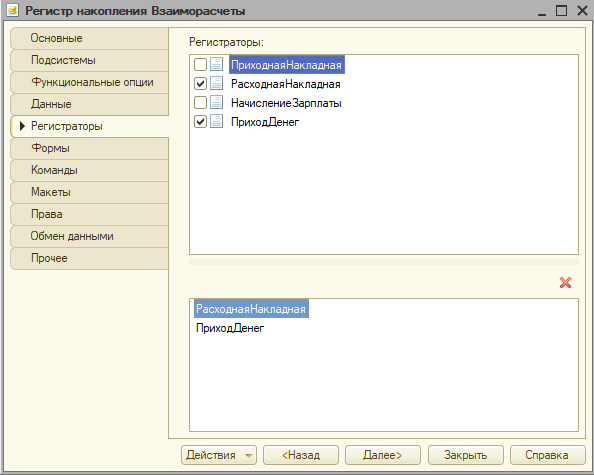 Регистр накопления Взаиморасчеты
Основные
Подсистемы
Функциональные опции
Данные
Регистраторы
Формы
Команды
Макеты
Права
Обмен данными
Прочее
Регистраторы:
ПриходнаяНакладная
РасходнаяНакладная
НачислениеЗарплаты
ПриходДенег
РасходнаяНакладная
ПриходДенег
Действия
<Назад
Далее>
Закрыть
Справка